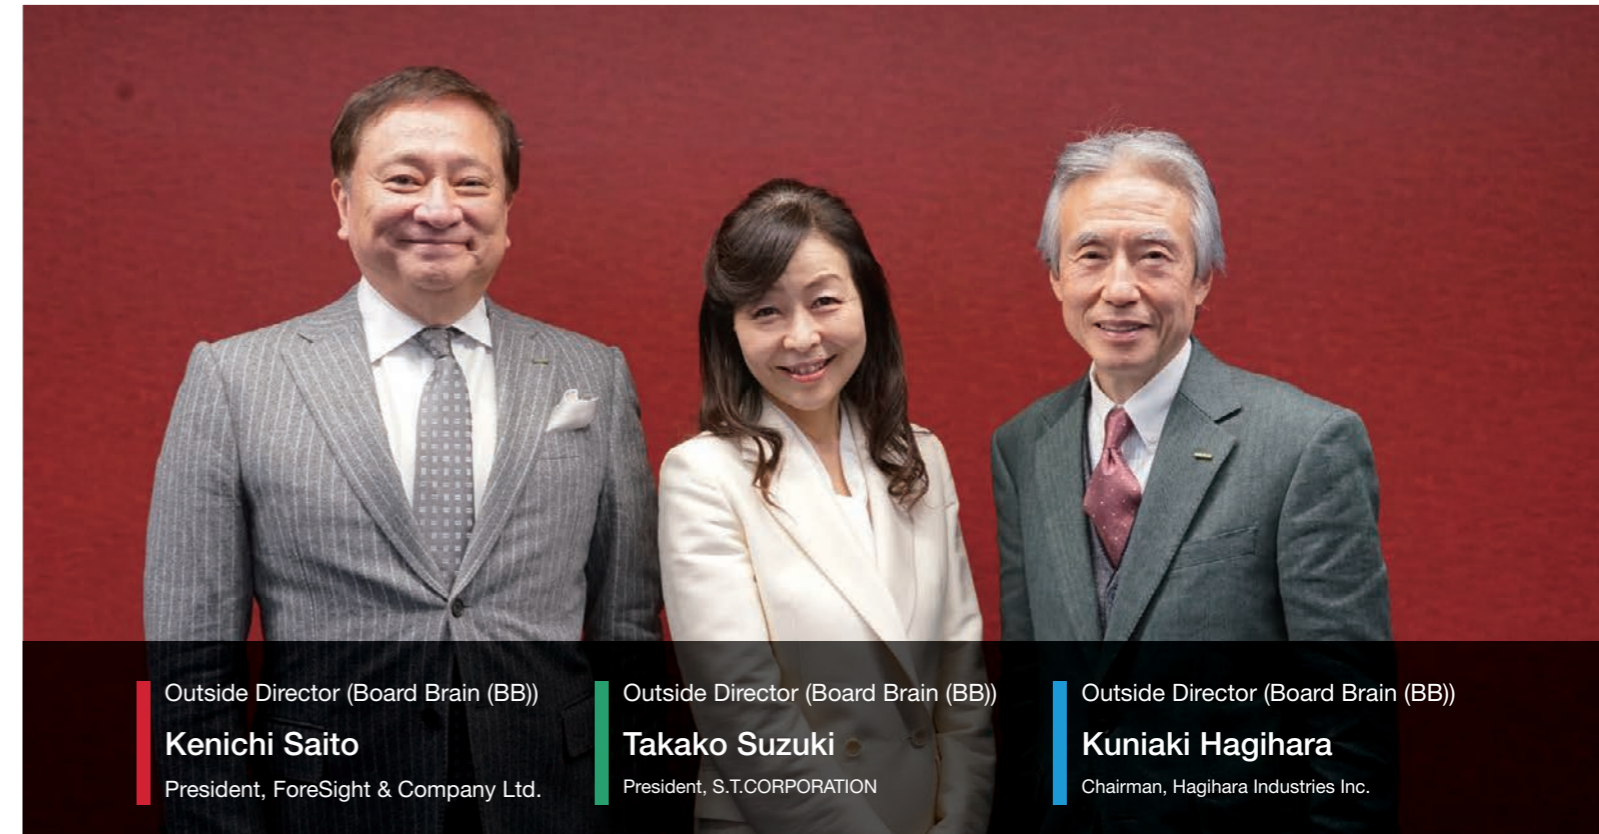 Outside Director (Board Brain (BB))
Kenichi Saito
President, ForeSight & Company Ltd.
Outside Director (Board Brain (BB))
Takako Suzuki
President, S.T.CORPORATION
Outside Director (Board Brain (BB))
Kuniaki Hagihara
Chairman, Hagihara Industries Inc.